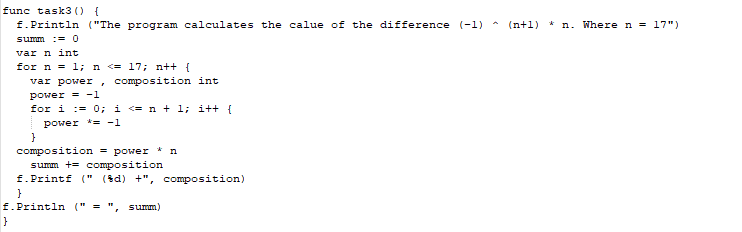 func task3() {
f.Println ("The program calculates the calue of the difference (-1) ^ (n+1) * n. Where n = 17")
summ := 0
var n int
for n = 1; n <= 17; n++ {
var power , composition int
power = -1
for i := 0; i <= n + 1; i++ {
power *= -1
}
composition = power * n
summ += composition
f.Printf (" (%d) +", composition)
}
f.Println (" = ", summ)
}